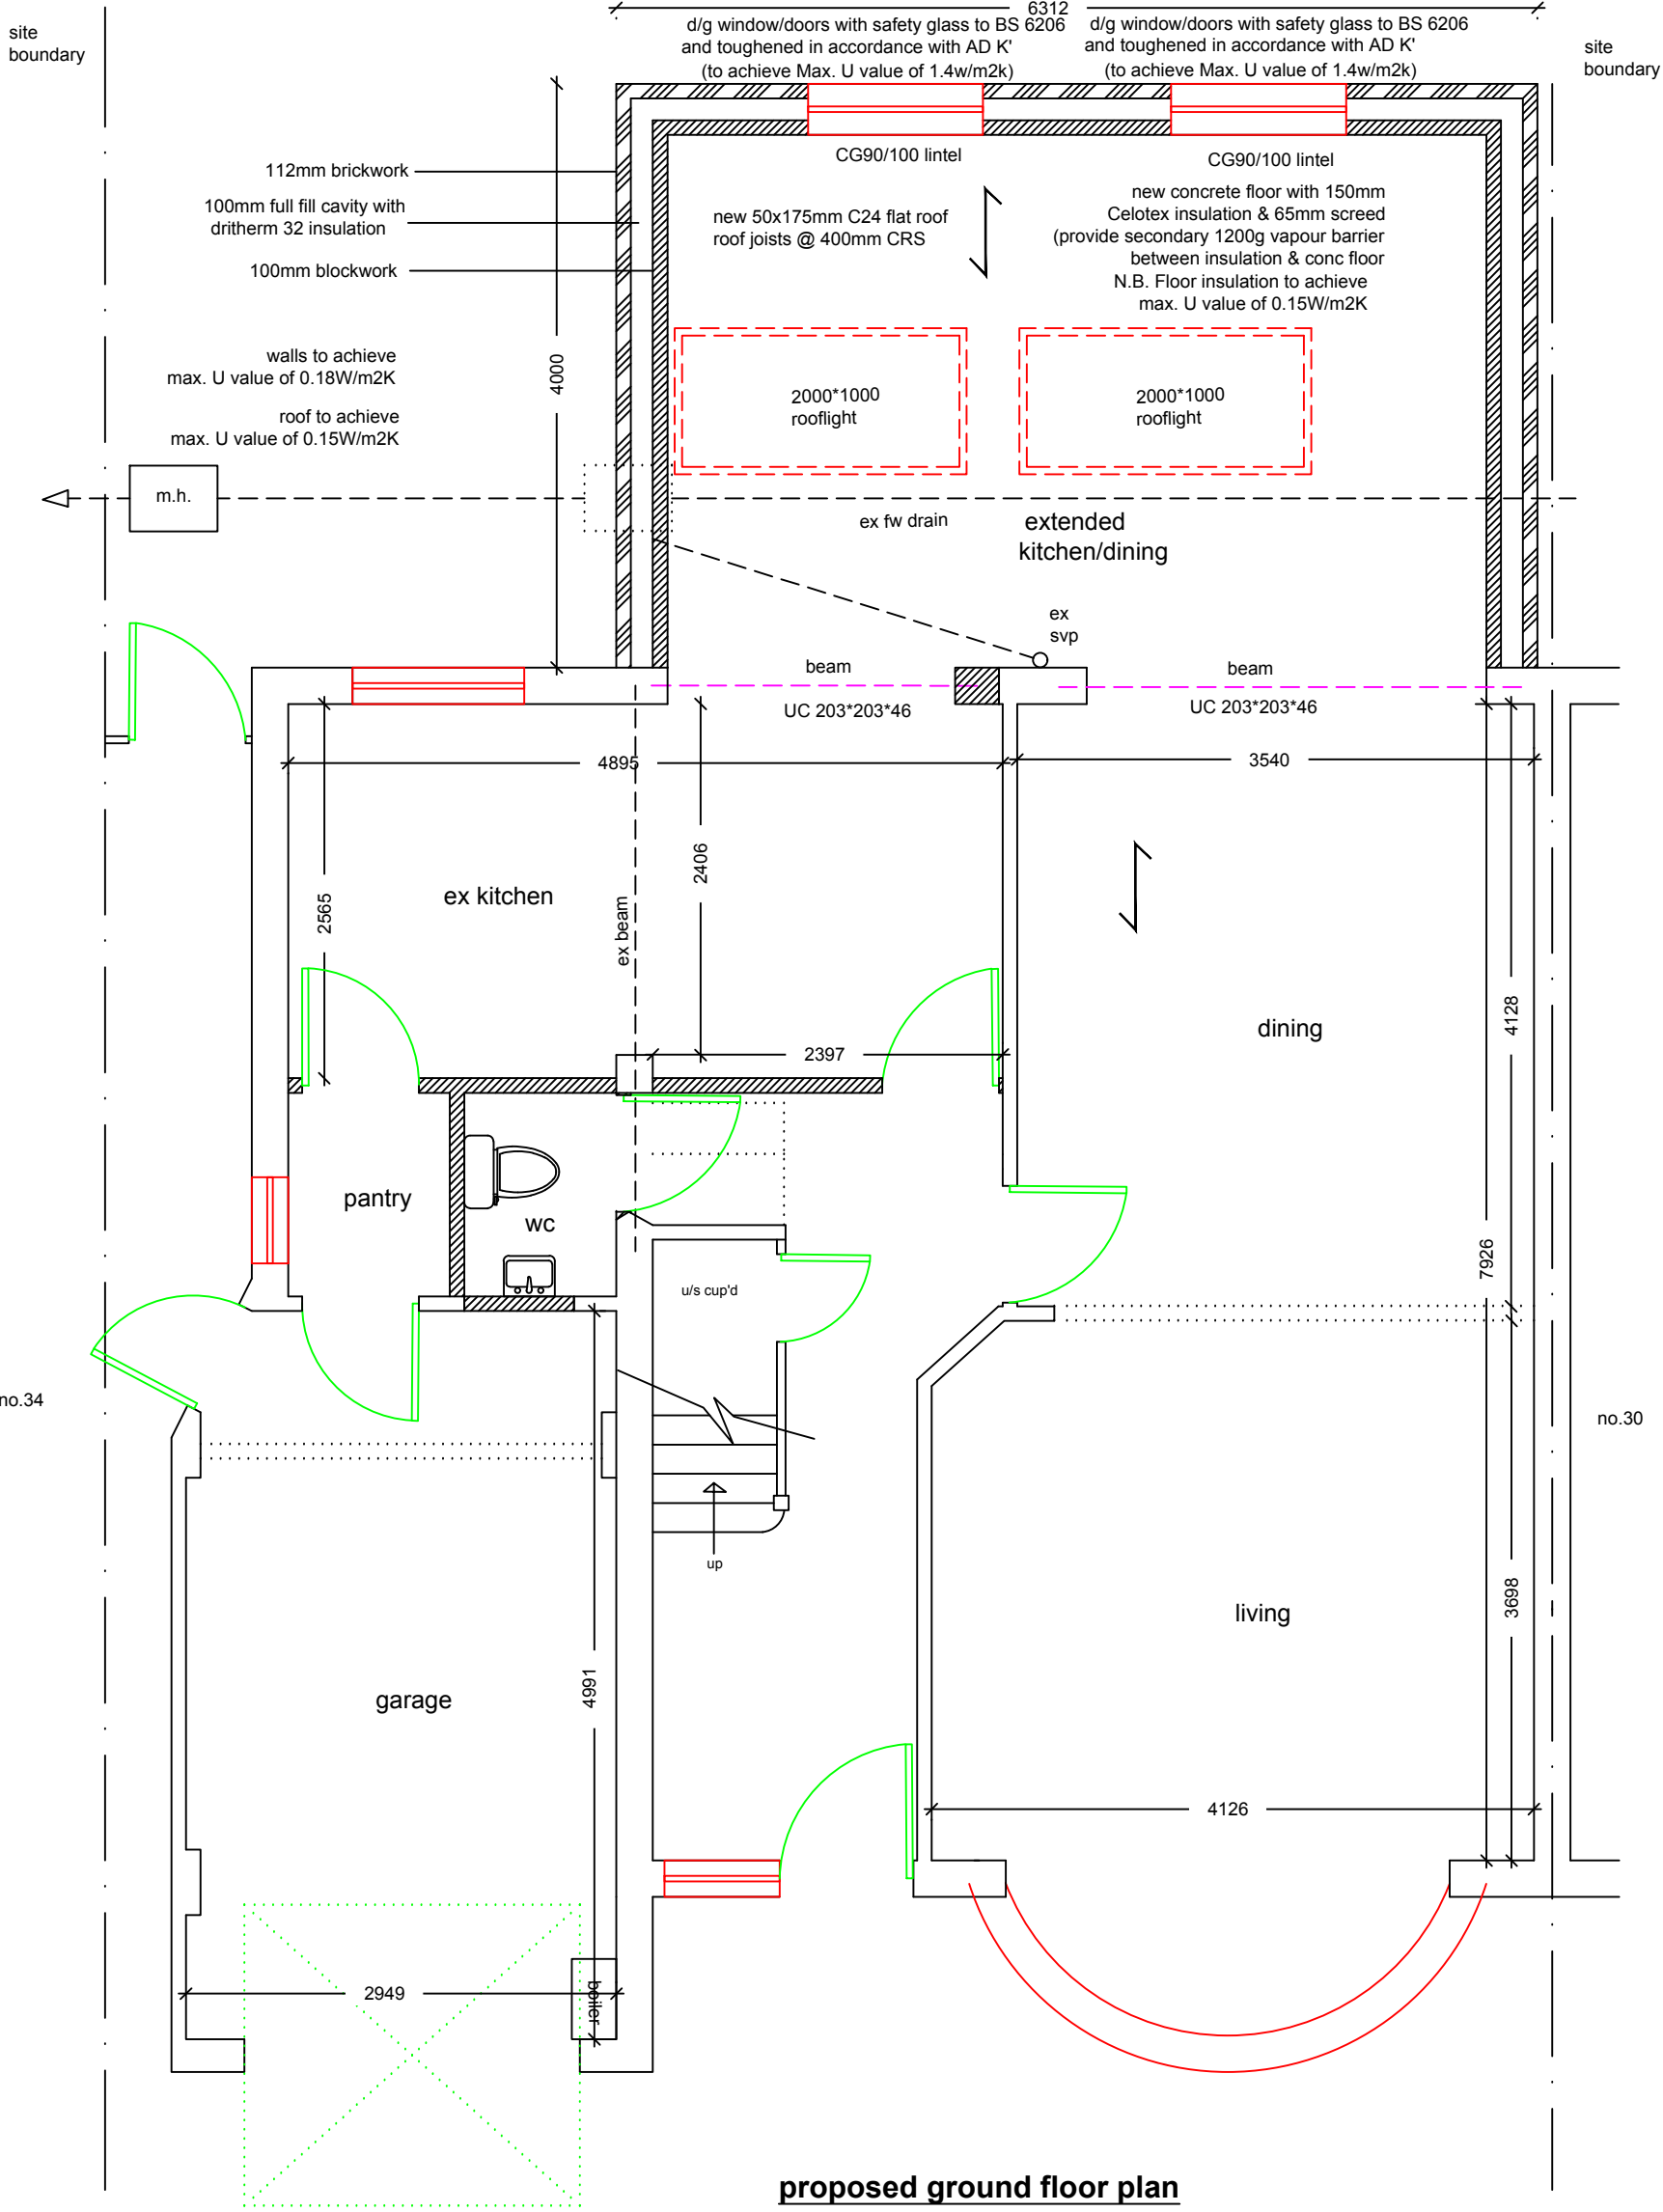 6312
site
boundary
d/g window/doors with safety glass to BS 6206
and toughened in accordance with AD K'
(to achieve Max. U value of 1.4w/m2k)
d/g window/doors with safety glass to BS 6206
and toughened in accordance with AD K'
(to achieve Max. U value of 1.4w/m2k)
site
boundary
CG90/100 lintel
CG90/100 lintel
112mm brickwork
100mm full fill cavity with
dritherm 32 insulation
100mm blockwork
new 50x175mm C24 flat roof
roof joists @ 400mm CRS
new concrete floor with 150mm
Celotex insulation & 65mm screed
(provide secondary 1200g vapour barrier
between insulation & conc floor
N.B. Floor insulation to achieve
max. U value of 0.15W/m2K
walls to achieve
max. U value of 0.18W/m2K
roof to achieve
max. U value of 0.15W/m2K
4000
2000*1000
rooflight
2000*1000
rooflight
m.h.
ex fw drain
extended
kitchen/dining
ex
svp
beam
UC 203*203*46
beam
UC 203*203*46
4895
3540
2565
ex kitchen
ex beam
2406
2397
dining
4128
pantry
wc
u/s cup'd
7926
no.34
no.30
up
living
3698
garage
4991
4126
2949
boiler
proposed ground floor plan